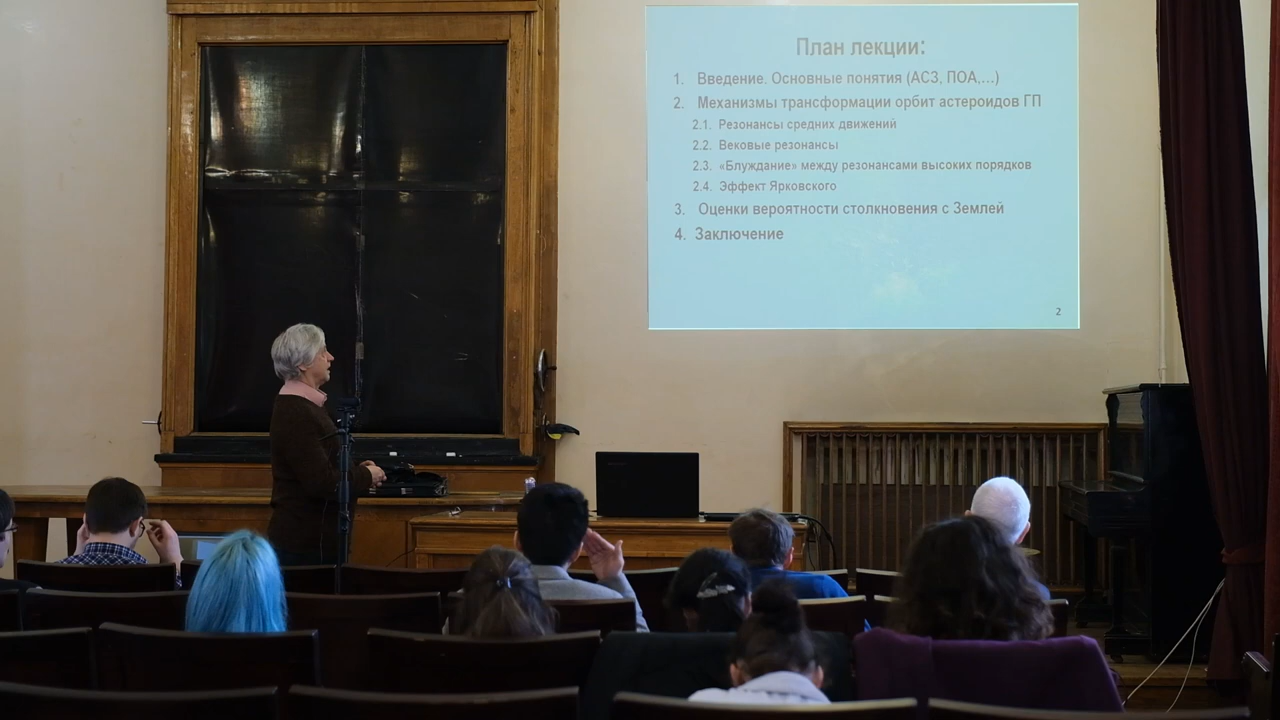 План лекции:
1. Введение. Основные понятия (АСЗ, ПОА,...)
2. Механизмы трансформации орбит астероидов ГП
2.1. Резонансы средних движений
2.2. Вековые резонансы
2.3. «Блуждание» между резонансами высоких порядков
2.4. Эффект Ярковского
3. Оценки вероятности столкновения с Землей
4. Заключение
2